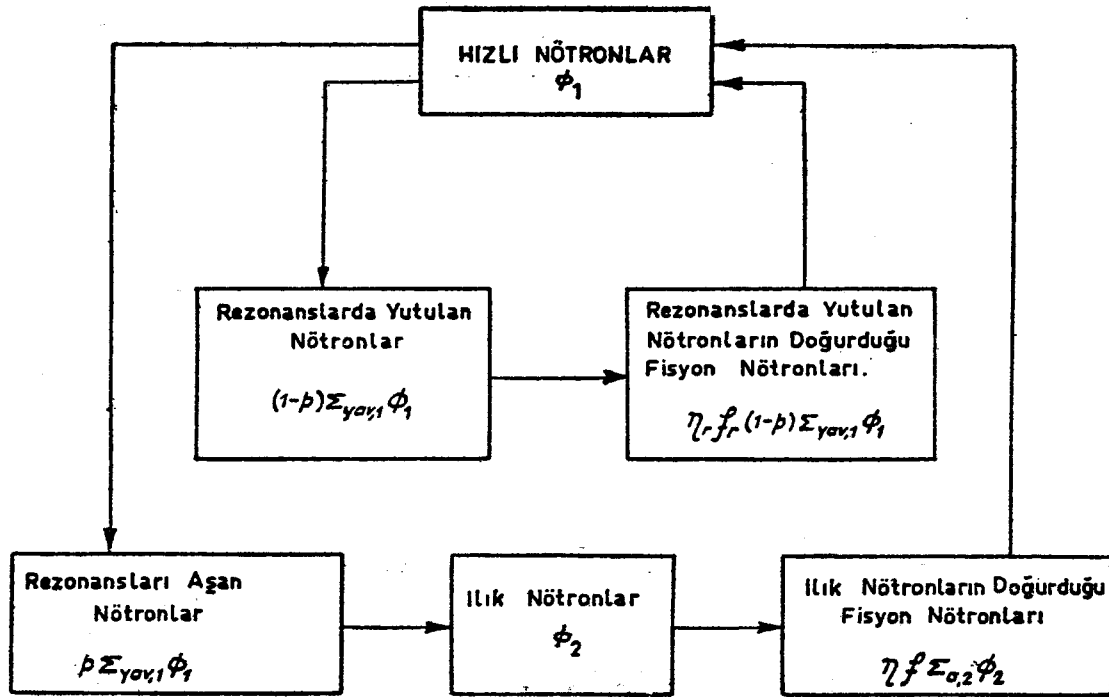 HIZLI NÖTRONLAR
ϕ₁
Rezonanslarda Yutulan
Nötronlar
(1-p)Σyav,1 ϕ₁
Rezonanslarda Yutulan
Nötronların Doğurduğu
Fisyon Nötronları.
ηr fr (1-p) Σyav,1 ϕ₁
Rezonansları Aşan
Nötronlar
p Σyav,1 ϕ₁
Ilık Nötronlar
ϕ₂
Ilık Nötronların Doğurduğu
Fisyon Nötronları
η f Σa,2 ϕ₂